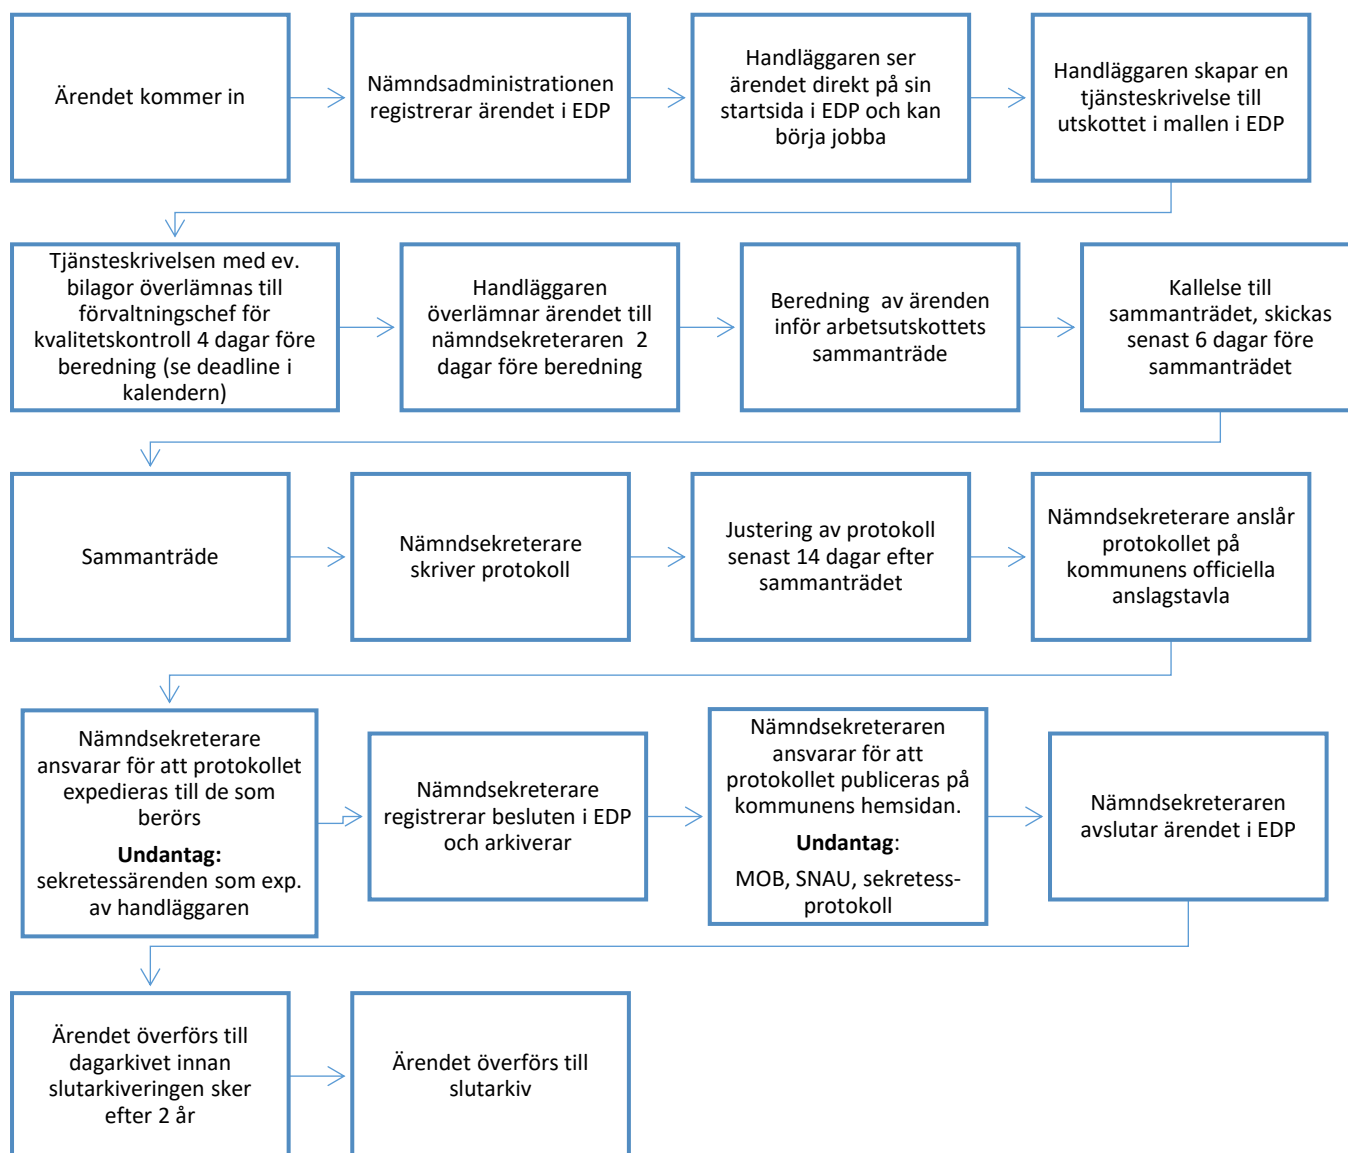 Ärendet kommer in
Nämndsadministrationen
registrerar ärendet i EDP
Handläggaren ser
ärendet direkt på sin
startsida i EDP och kan
börja jobba
Handläggaren skapar en
tjänsteskrivelse till
utskottet i mallen i EDP
Tjänsteskrivelsen med ev.
bilagor överlämnas till
förvaltningschef för
kvalitetskontroll 4 dagar före
beredning (se deadline i
kalendern)
Handläggaren
överlämnar ärendet till
nämndsekreteraren 2
dagar före beredning
Beredning av ärenden
inför arbetsutskottets
sammanträde
Kallelse till
sammanträdet, skickas
senast 6 dagar före
sammanträdet
Sammanträde
Nämndsekreterare
skriver protokoll
Justering av protokoll
senast 14 dagar efter
sammanträdet
Nämndsekreterare anslår
protokollet på
kommunens officiella
anslagstavla
Nämndsekreterare
ansvarar för att protokollet
expedieras till de som
berörs
Undantag:
sekretessärenden som exp.
av handläggaren
Nämndsekreterare
registrerar besluten i EDP
och arkiverar
Nämndsekreteraren
ansvarar för att
protokollet publiceras på
kommunens hemsidan.
Undantag:
MOB, SNAU, sekretess-
protokoll
Nämndsekreteraren
avslutar ärendet i EDP
Ärendet överförs till
dagarkivet innan
slutarkiveringen sker
efter 2 år
Ärendet överförs till
slutarkiv